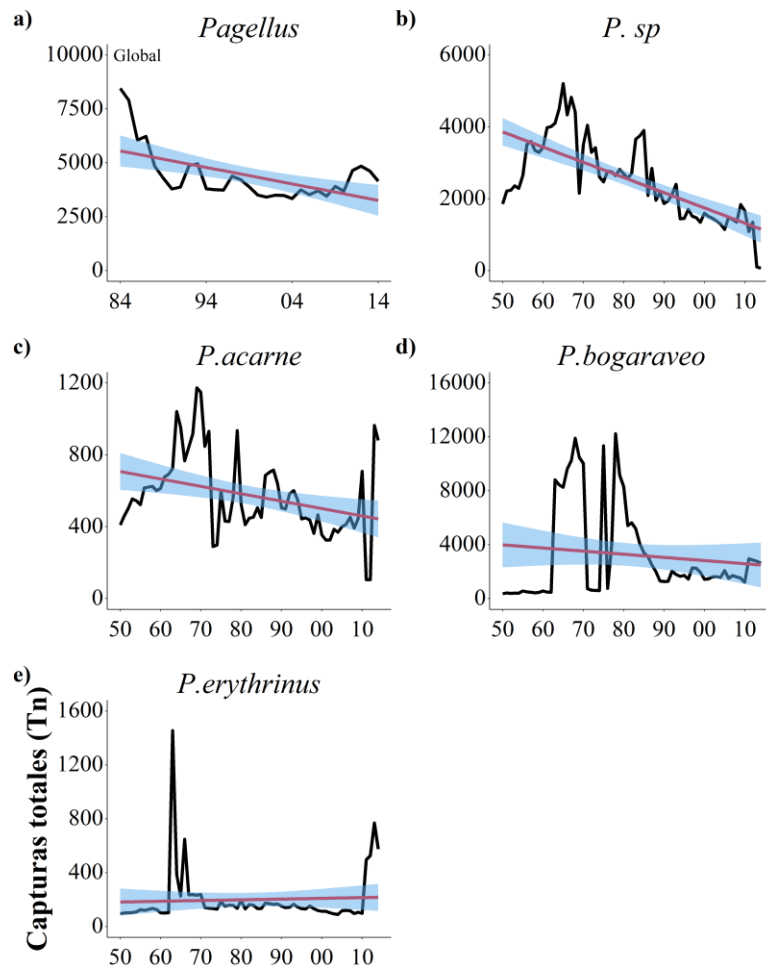 a) Pagellus
Global
10000
7500
5000
2500
0
84 94 04 14
b) P. sp
6000
4000
2000
0
50 60 70 80 90 00 10
c) P.acarne
1200
800
400
0
50 60 70 80 90 00 10
d) P.bogaraveo
16000
12000
8000
4000
0
50 60 70 80 90 00 10
e) P.erythrinus
Capturas totales (Tn)
1600
1200
800
400
0
50 60 70 80 90 00 10